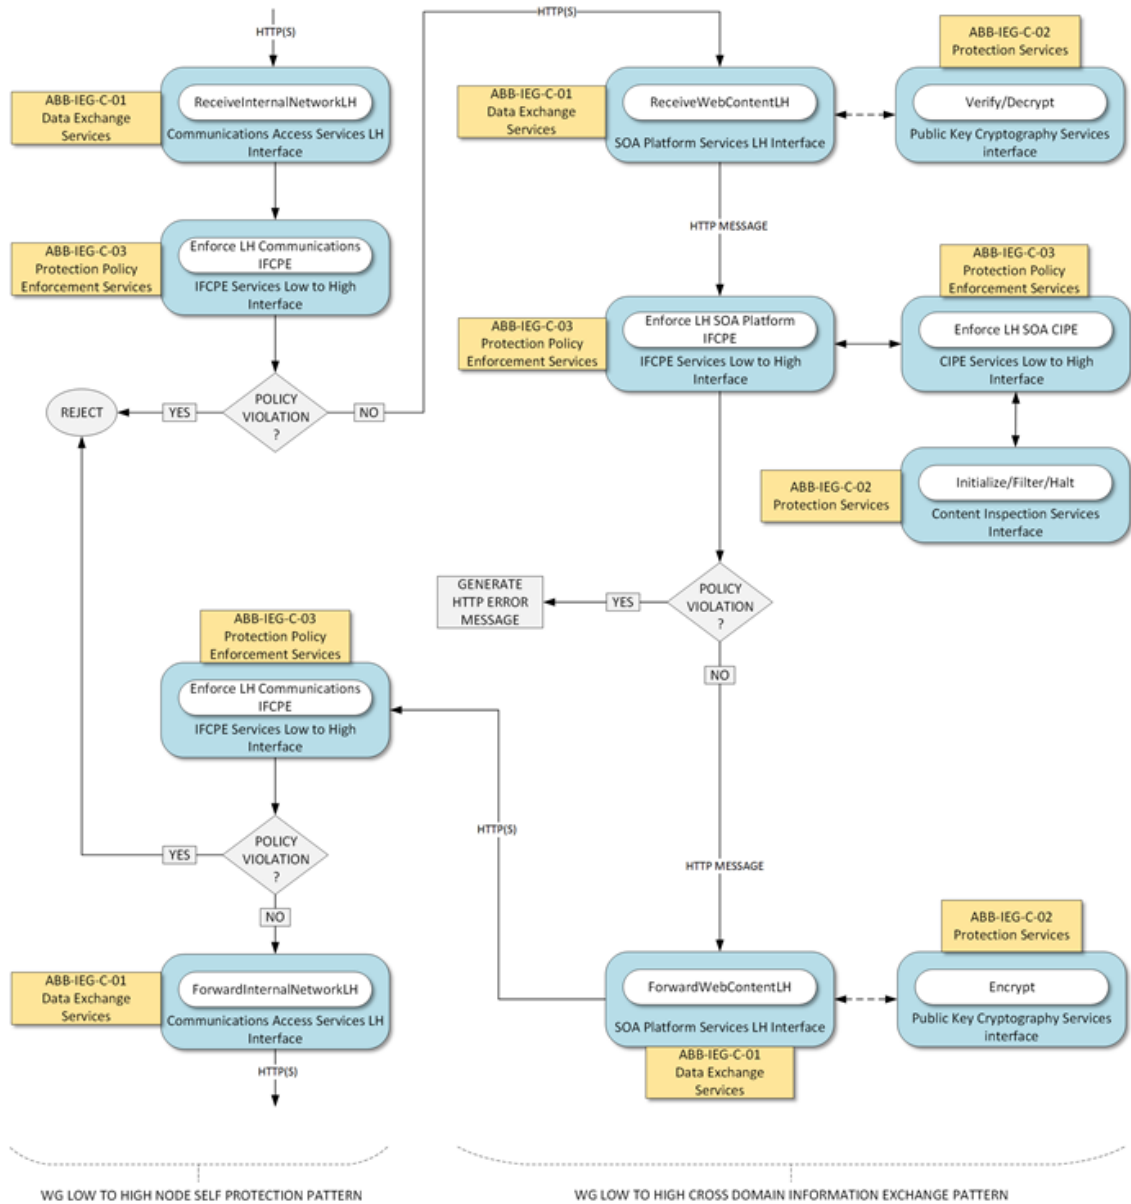 HTTP(S)
ABB-IEG-C-01
Data Exchange
Services
ReceiveInternalNetworkLH
Communications Access Services LH
Interface
ABB-IEG-C-03
Protection Policy
Enforcement Services
Enforce LH Communications
IFCPE
IFCPE Services Low to High
Interface
REJECT
YES
POLICY
VIOLATION
?
NO
HTTP(S)
ABB-IEG-C-01
Data Exchange
Services
ReceiveWebContentLH
SOA Platform Services LH Interface
ABB-IEG-C-02
Protection Services
Verify/Decrypt
Public Key Cryptography Services
interface
HTTP MESSAGE
ABB-IEG-C-03
Protection Policy
Enforcement Services
Enforce LH SOA Platform
IFCPE
IFCPE Services Low to High
Interface
ABB-IEG-C-03
Protection Policy
Enforcement Services
Enforce LH SOA CIPE
CIPE Services Low to High
Interface
ABB-IEG-C-02
Protection Services
Initialize/Filter/Halt
Content Inspection Services
Interface
GENERATE
HTTP ERROR
MESSAGE
YES
POLICY
VIOLATION
?
NO
HTTP MESSAGE
ABB-IEG-C-02
Protection Services
ForwardWebContentLH
SOA Platform Services LH Interface
ABB-IEG-C-01
Data Exchange
Services
Encrypt
Public Key Cryptography Services
interface
HTTP(S)
ABB-IEG-C-03
Protection Policy
Enforcement Services
Enforce LH Communications
IFCPE
IFCPE Services Low to High
Interface
YES
POLICY
VIOLATION
?
NO
ABB-IEG-C-01
Data Exchange
Services
ForwardInternalNetworkLH
Communications Access Services LH
Interface
HTTP(S)
WG LOW TO HIGH NODE SELF PROTECTION PATTERN
WG LOW TO HIGH CROSS DOMAIN INFORMATION EXCHANGE PATTERN